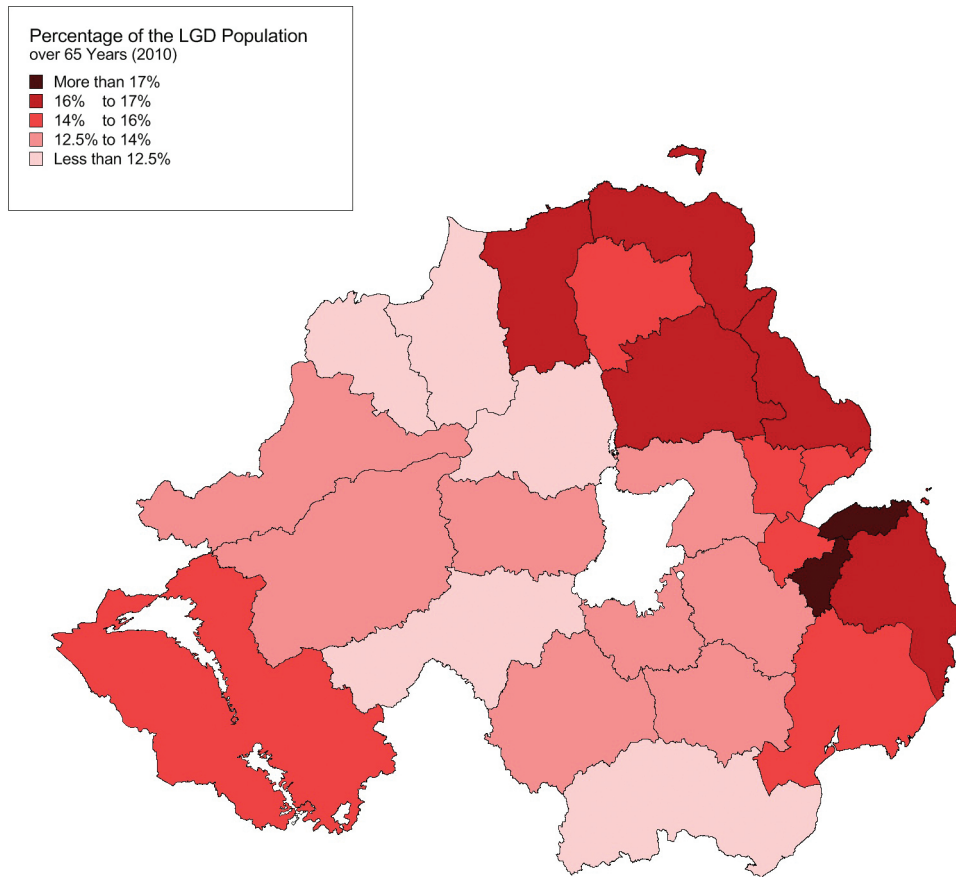 Percentage of the LGD Population
over 65 Years (2010)
More than 17%
16% to 17%
14% to 16%
12.5% to 14%
Less than 12.5%